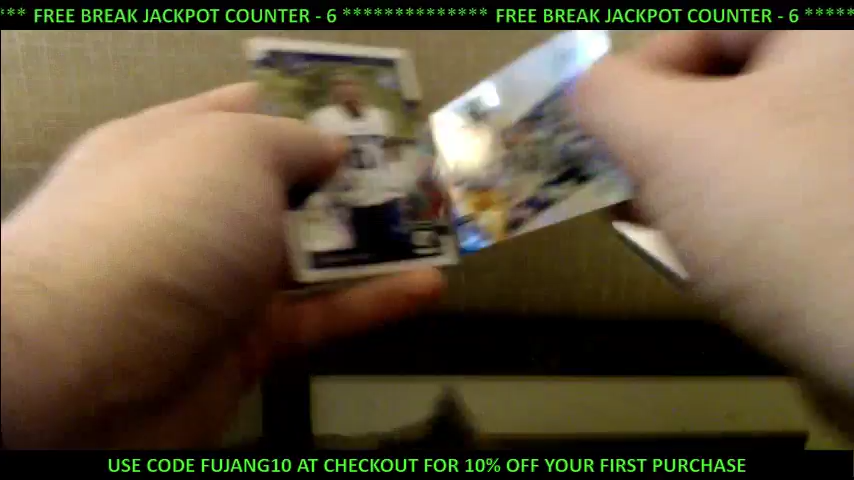 *** FREE BREAK JACKPOT COUNTER - 6 ************* FREE BREAK JACKPOT COUNTER - 6 *****
USE CODE FUJANG10 AT CHECKOUT FOR 10% OFF YOUR FIRST PURCHASE